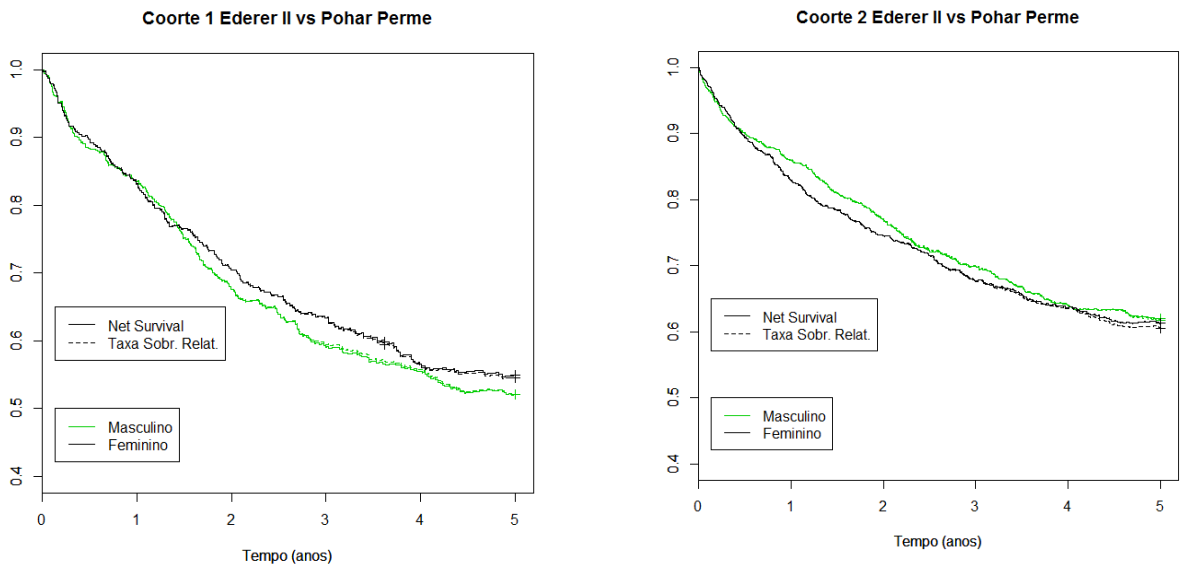 Coorte 1 Ederer II vs Pohar Perme
1.0
0.9
0.8
0.7
0.6
0.5
0.4
Net Survival
Taxa Sobr. Relat.
Masculino
Feminino
0 1 2 3 4 5
Tempo (anos)
Coorte 2 Ederer II vs Pohar Perme
1.0
0.9
0.8
0.7
0.6
0.5
0.4
Net Survival
Taxa Sobr. Relat.
Masculino
Feminino
0 1 2 3 4 5
Tempo (anos)